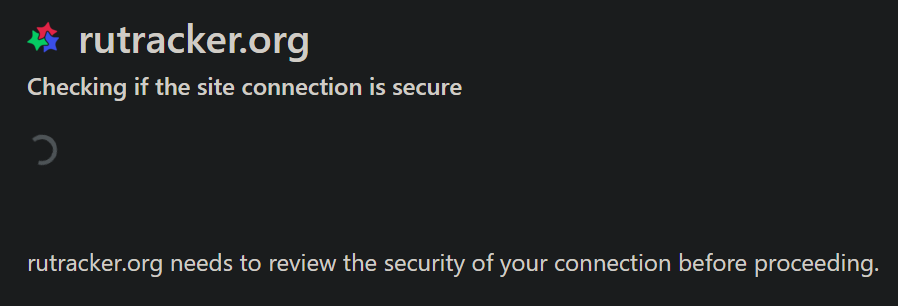 rutracker.org
Checking if the site connection is secure
rutracker.org needs to review the security of your connection before proceeding.